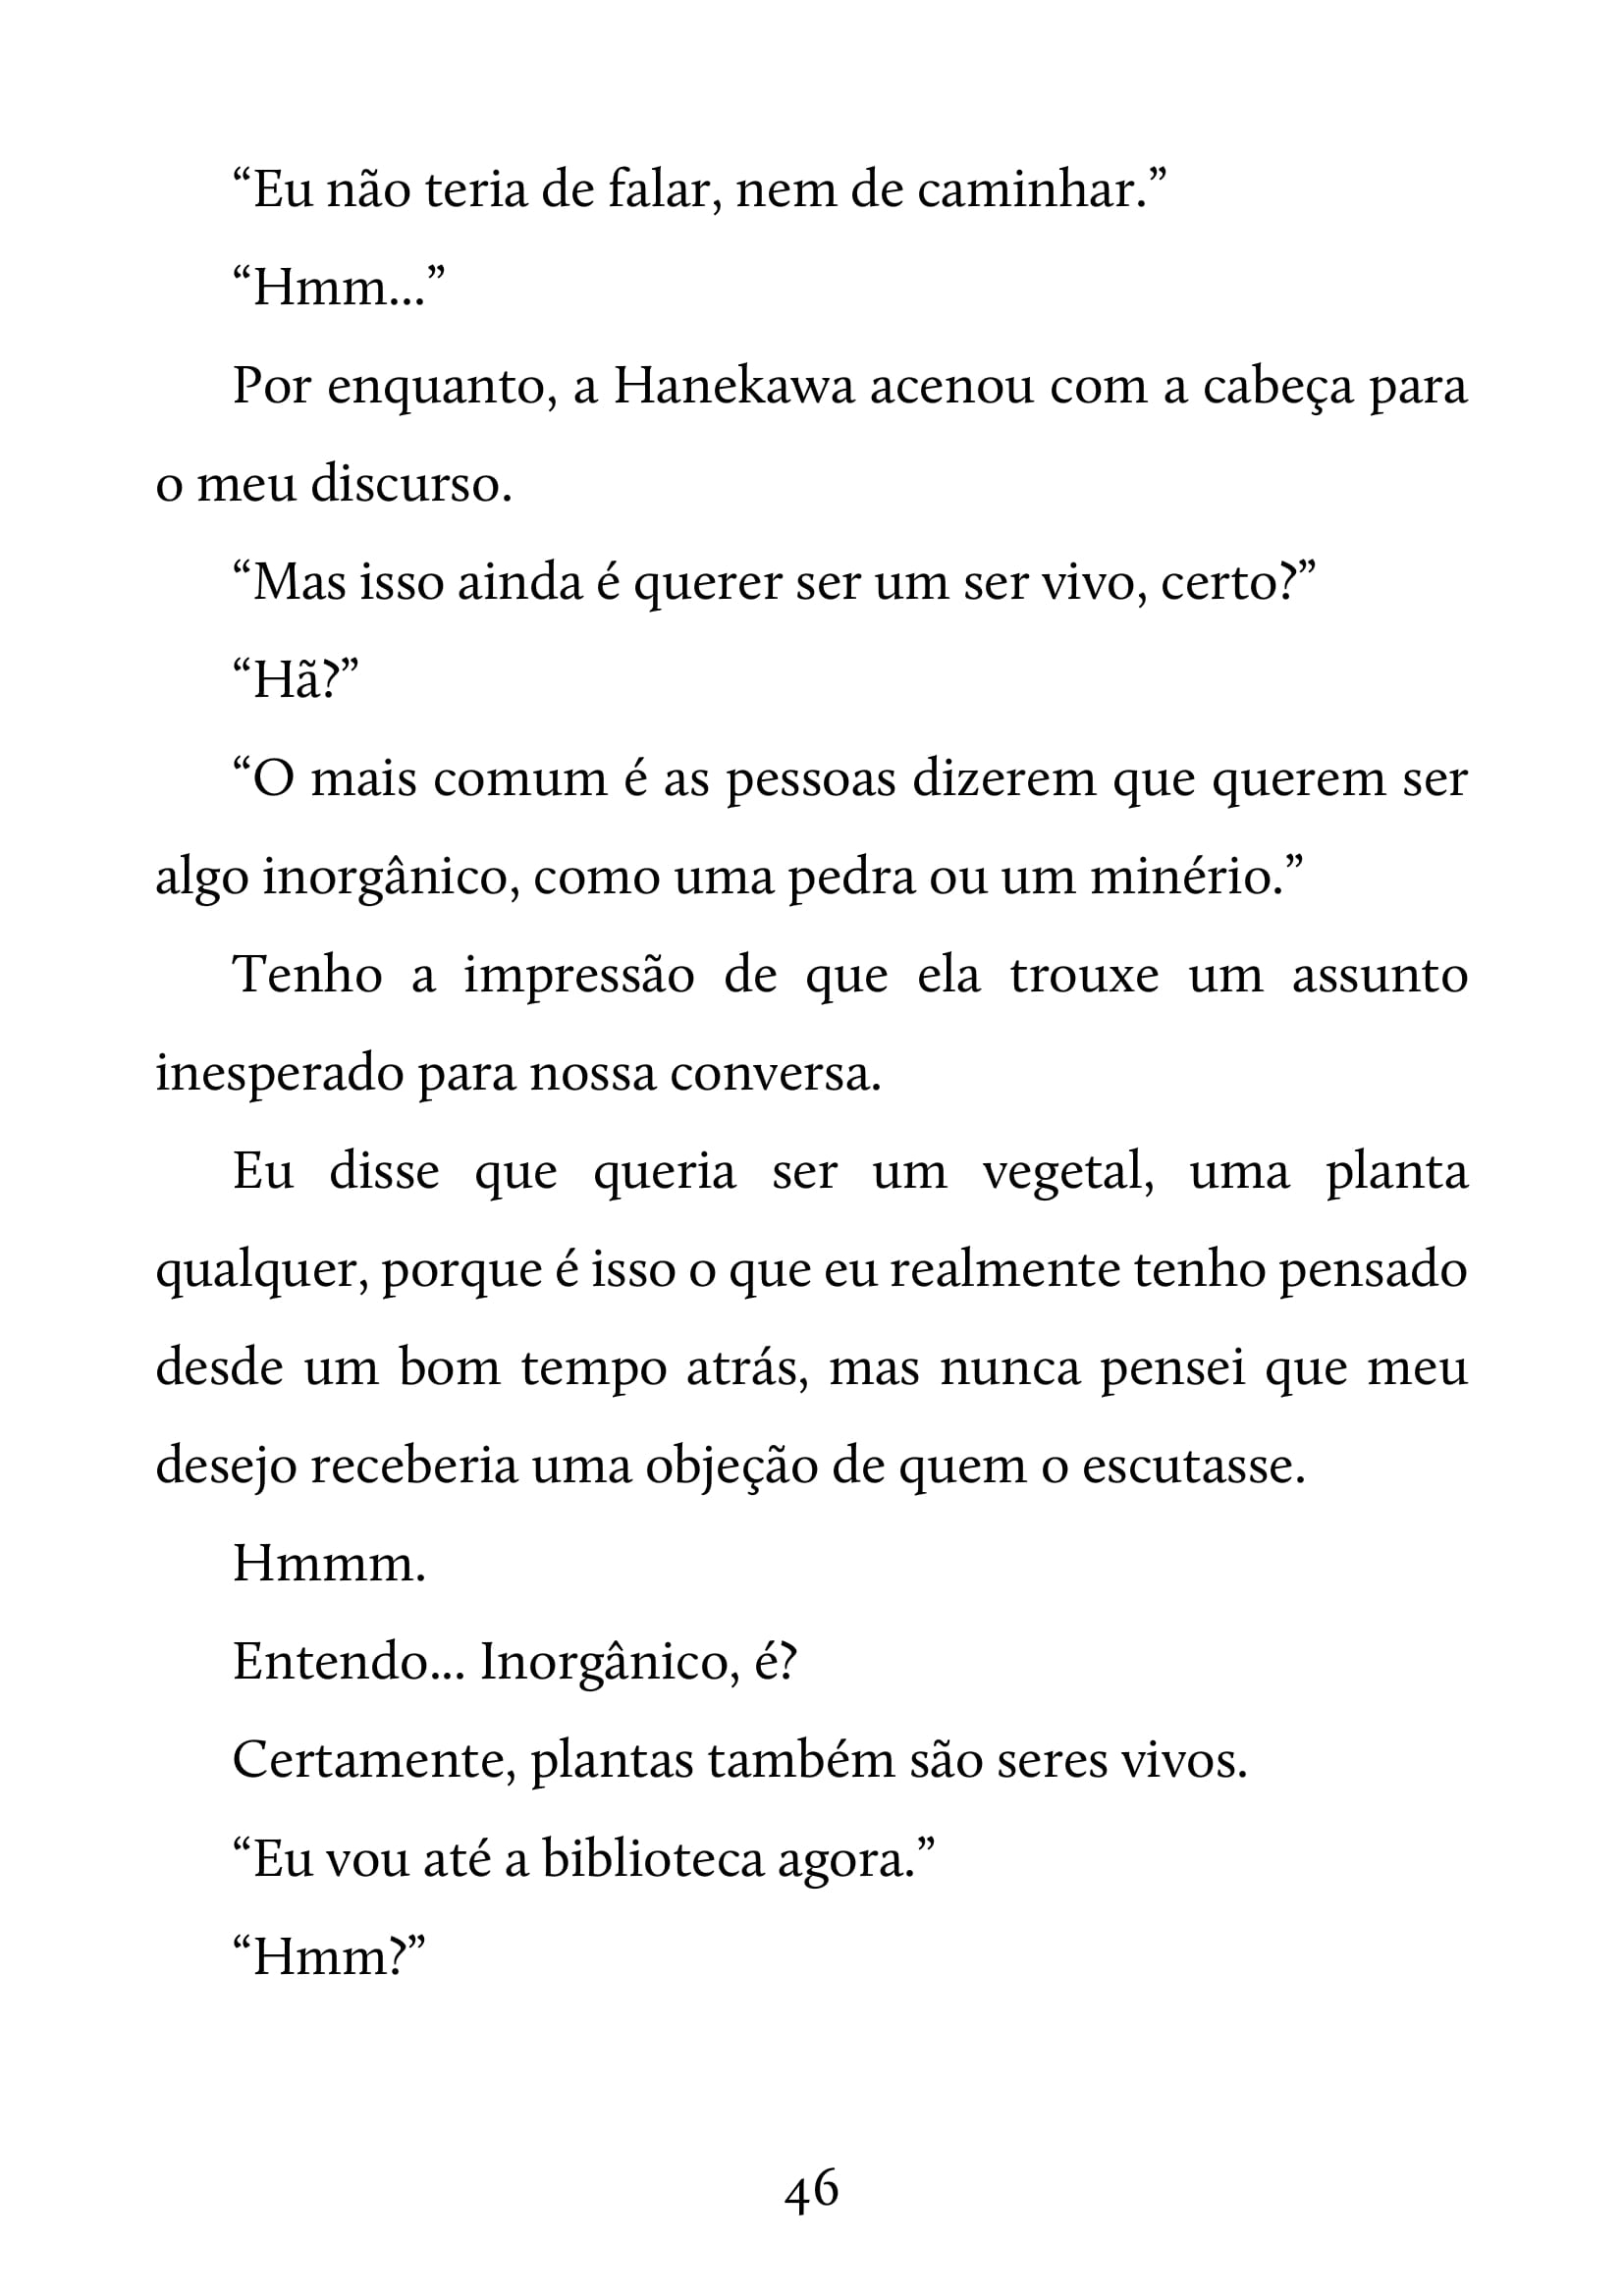 “Eu não teria de falar, nem de caminhar.”
“Hmm...”
Por enquanto, a Hanekawa acenou com a cabeça para
o meu discurso.
“Mas isso ainda é querer ser um ser vivo, certo?”
“Hã?”
“O mais comum é as pessoas dizerem que querem ser
algo inorgânico, como uma pedra ou um minério.”
Tenho a impressão de que ela trouxe um assunto
inesperado para nossa conversa.
Eu disse que queria ser um vegetal, uma planta
qualquer, porque é isso o que eu realmente tenho pensado
desde um bom tempo atrás, mas nunca pensei que meu
desejo receberia uma objeção de quem o escutasse.
Hmmm.
Entendo... Inorgânico, é?
Certamente, plantas também são seres vivos.
“Eu vou até a biblioteca agora.”
“Hmm?”
46